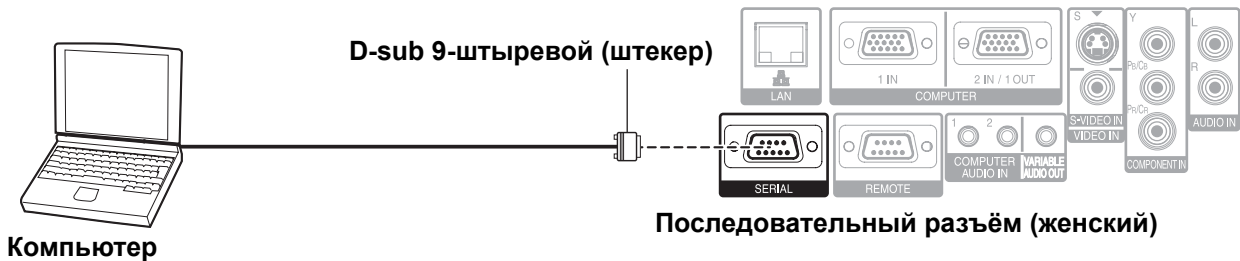 D-sub 9-штыревой (штекер)
S
Y
L
PB/CB
R
PR/CR
1 IN
2 IN / 1 OUT
LAN
COMPUTER
S-VIDEO IN
VIDEO IN
AUDIO IN
COMPONENT IN
1
2
COMPUTER
AUDIO IN
VARIABLE
AUDIO OUT
SERIAL
REMOTE
Последовательный разъём (женский)
Компьютер